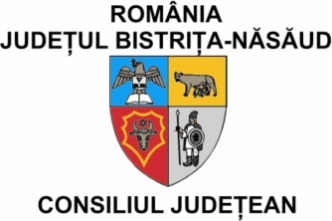 ROMÂNIA
JUDEȚUL BISTRIȚA-NĂSĂUD
CONSILIUL JUDEȚEAN